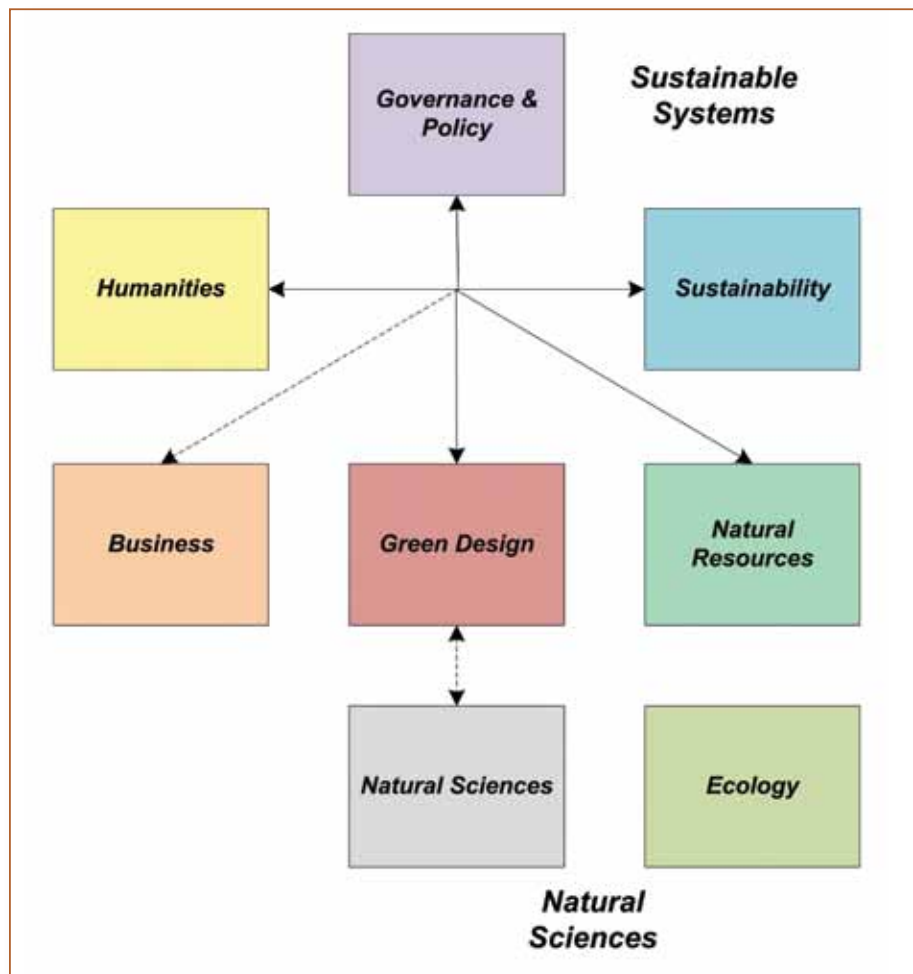 Governance &
Policy
Sustainable
Systems
Humanities
Sustainability
Business
Green Design
Natural
Resources
Natural Sciences
Ecology
Natural
Sciences